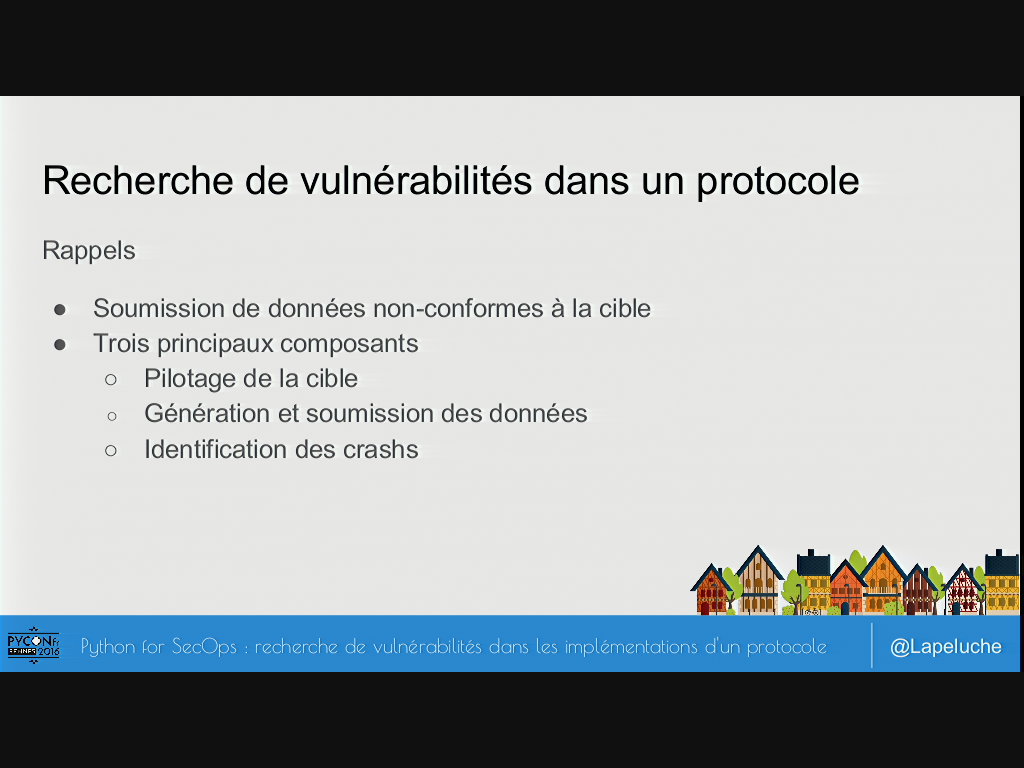 Recherche de vulnérabilités dans un protocole
Rappels
● Soumission de données non-conformes à la cible
● Trois principaux composants
○ Pilotage de la cible
○ Génération et soumission des données
○ Identification des crashs
PYCON.fr
RENNES 2016
Python for SecOps : recherche de vulnérabilités dans les implémentations d'un protocole
@Lapeluche